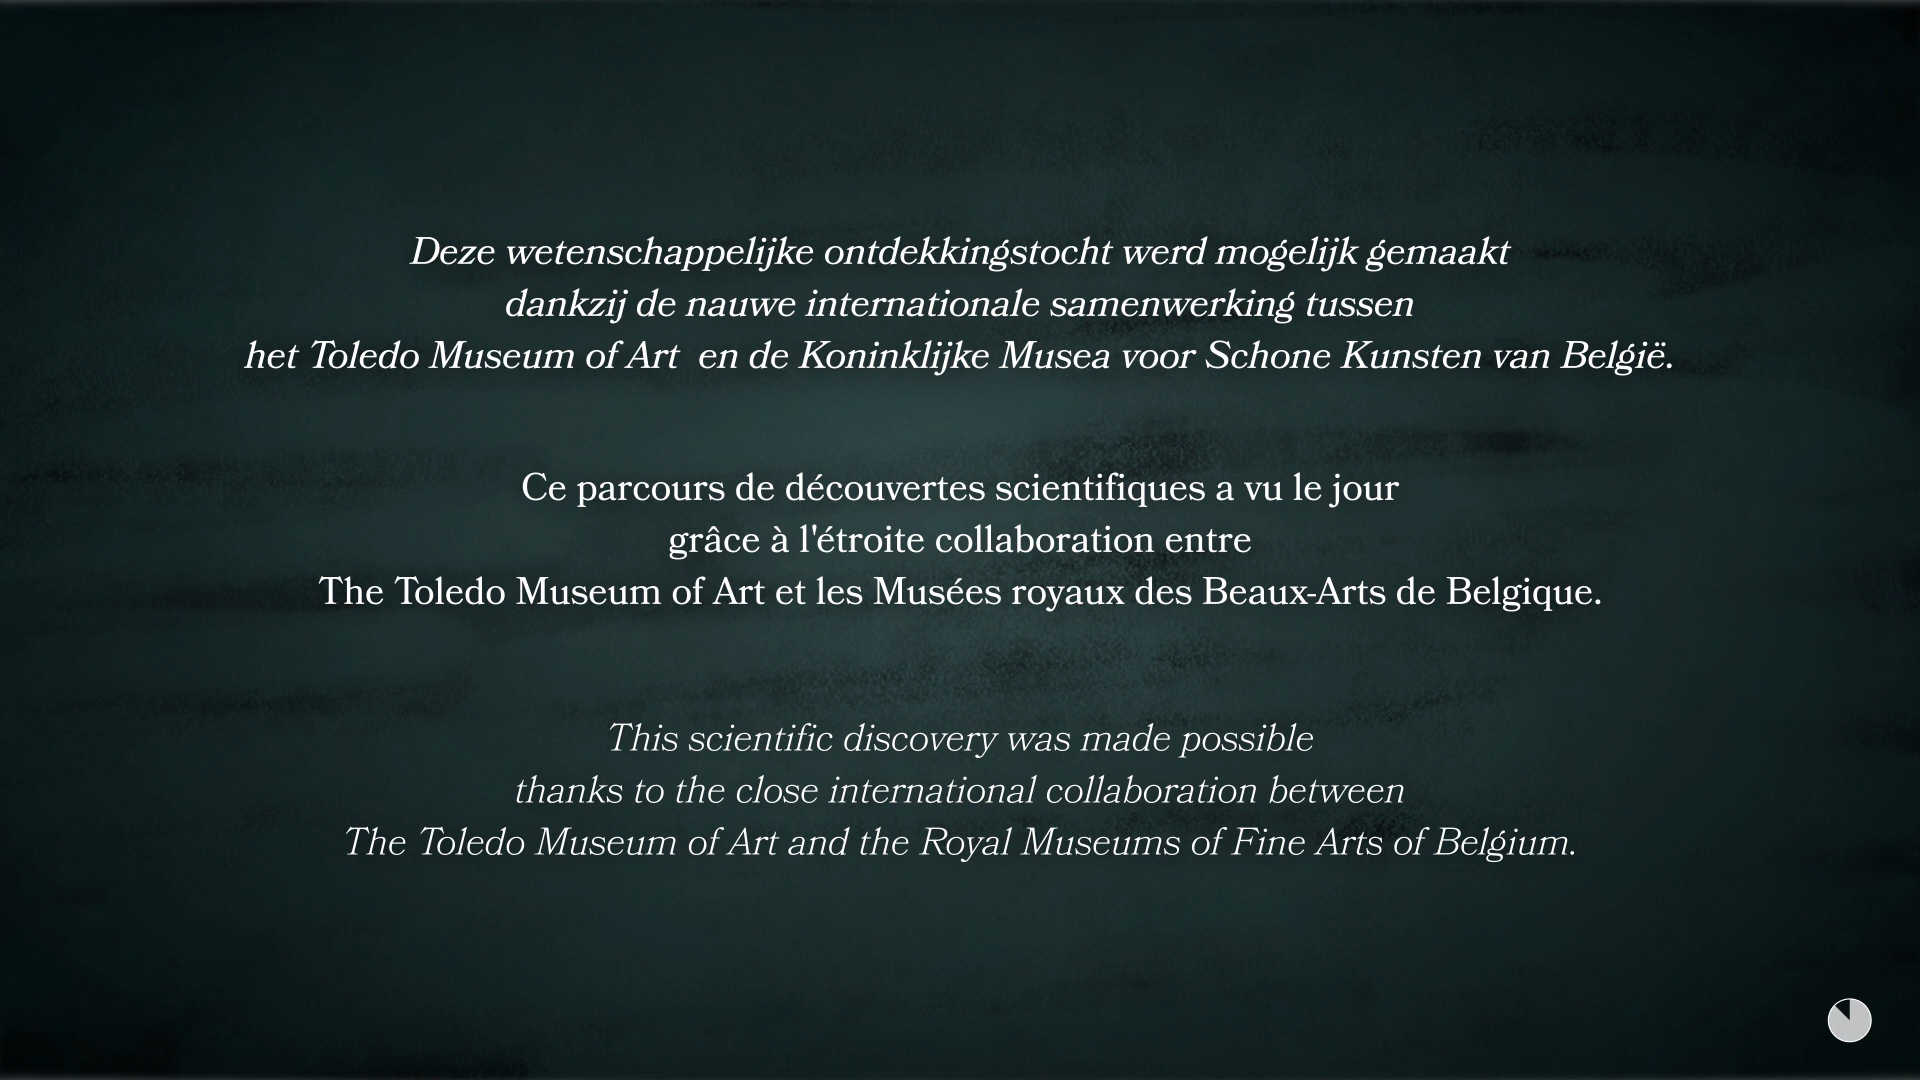 Deze wetenschappelijke ontdekkingstocht werd mogelijk gemaakt
dankzij de nauwe internationale samenwerking tussen
het Toledo Museum of Art  en de Koninklijke Musea voor Schone Kunsten van België.
Ce parcours de découvertes scientifiques a vu le jour
grâce à l'étroite collaboration entre
The Toledo Museum of Art et les Musées royaux des Beaux-Arts de Belgique.
This scientific discovery was made possible
thanks to the close international collaboration between
The Toledo Museum of Art and the Royal Museums of Fine Arts of Belgium.